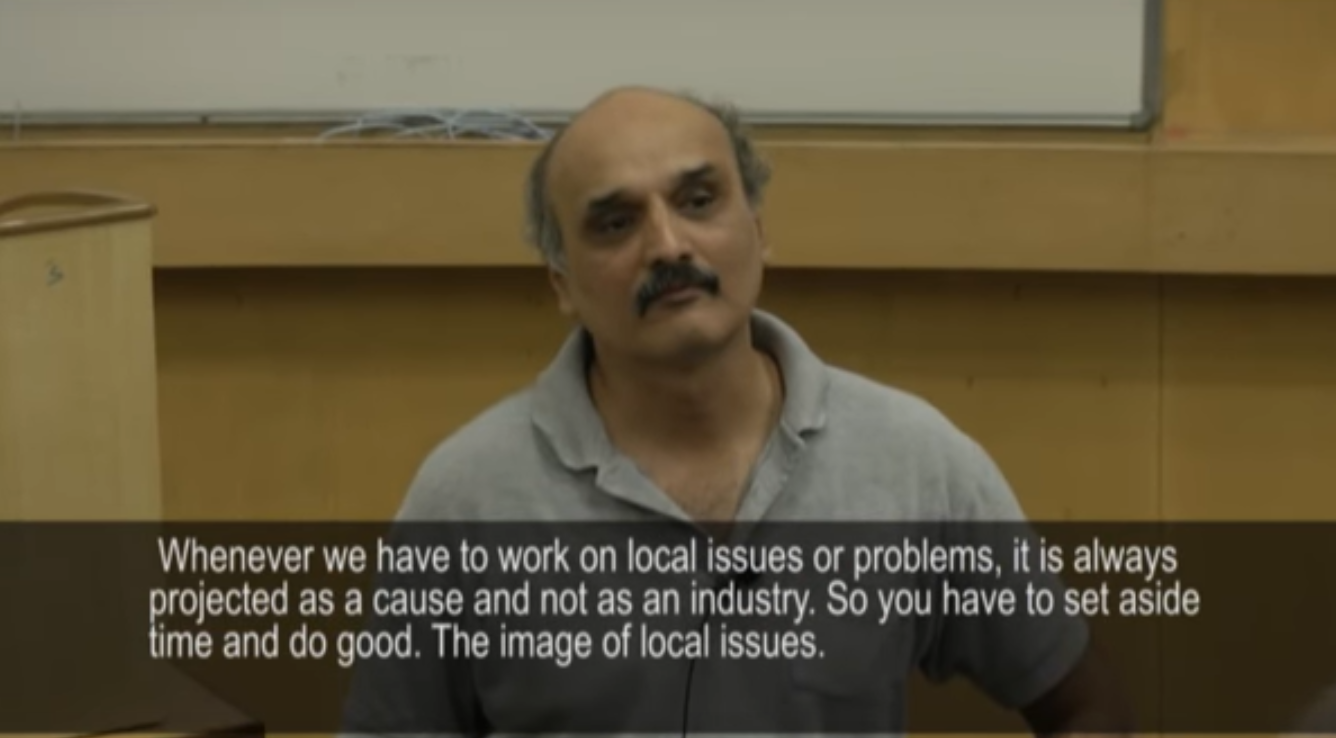 Whenever we have to work on local issues or problems, it is always
projected as a cause and not as an industry. So you have to set aside
time and do good. The image of local issues.